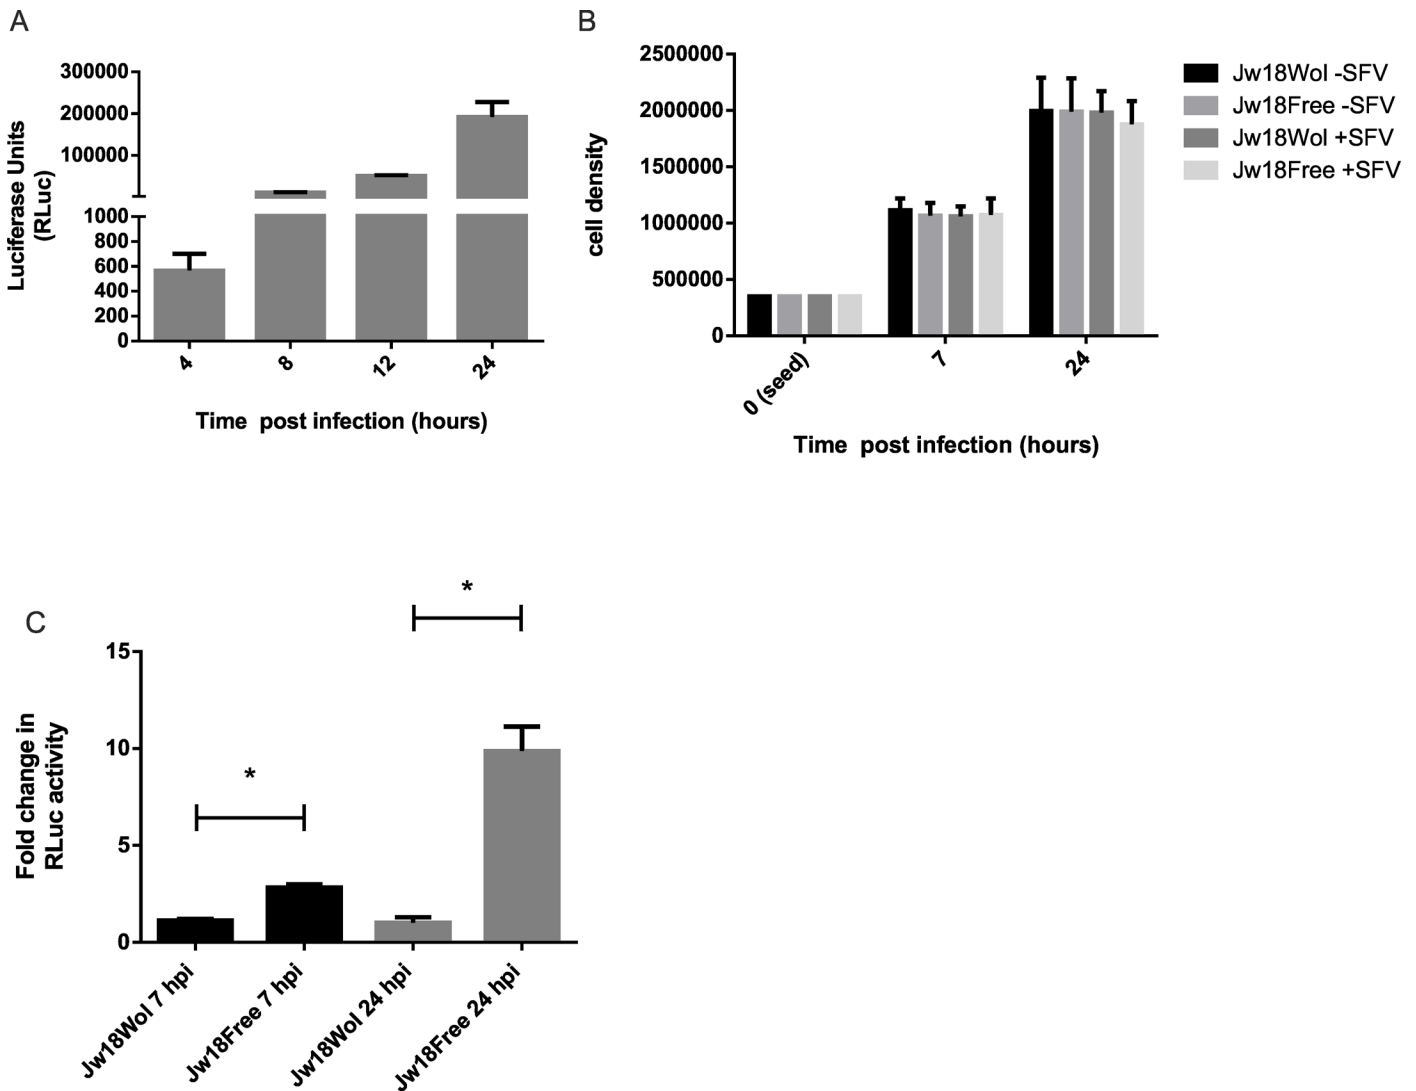 A
Luciferase Units
(RLuc)
300000
200000
100000
1000
800
600
400
200
0
4
8
12
24
Time post infection (hours)
B
cell density
2500000
2000000
1500000
1000000
500000
0
0 (seed)
7
24
Time post infection (hours)
Jw18Wol -SFV
Jw18Free -SFV
Jw18Wol +SFV
Jw18Free +SFV
C
Fold change in
RLuc activity
15
10
5
0
*
*
Jw18Wol 7 hpi
Jw18Free 7 hpi
Jw18Wol 24 hpi
Jw18Free 24 hpi